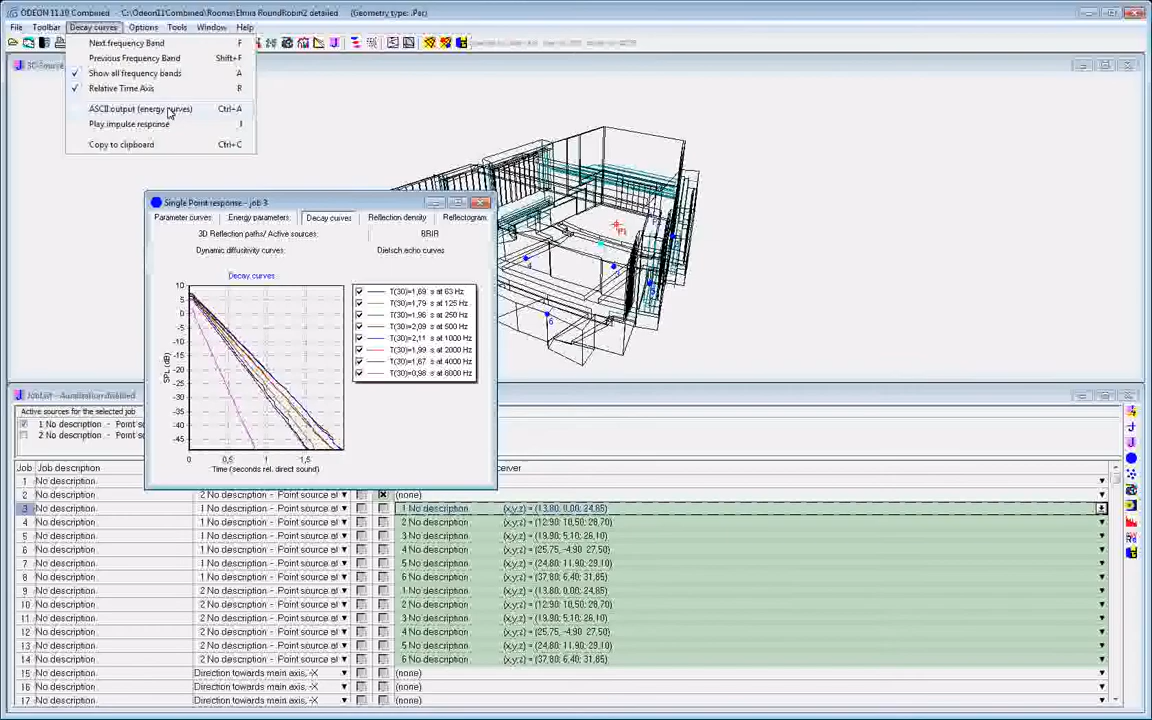 ODEON 11.10 Combined - C:\Odeon11Combined\Rooms\Elmia RoundRobin2 detailed (Geometry type: .Par)
File Toolbar Decay curves Options Tools Window Help
Next frequency Band F
Previous Frequency Band Shift+F
Show all frequency bands A
Relative Time Axis R
ASCII output (energy curves) Ctrl+A
Play impulse response I
Copy to clipboard Ctrl+C
P1
6
Single Point response - job 3
Parameter curves Energy parameters Decay curves Reflection density Reflectogram
3D Reflection paths/ Active sources BRIR
Dynamic diffusitivity curves Dietsch echo curves
Decay curves
SPL (dB)
10
5
0
-5
-10
-15
-20
-25
-30
-35
-40
-45
0 0,5 1 1,5
Time (seconds rel. direct sound)
T(30)=1,69 s at 63 Hz
T(30)=1,79 s at 125 Hz
T(30)=1,96 s at 250 Hz
T(30)=2,09 s at 500 Hz
T(30)=2,11 s at 1000 Hz
T(30)=1,99 s at 2000 Hz
T(30)=1,67 s at 4000 Hz
T(30)=0,98 s at 8000 Hz
Active sources for the selected job
1 No description - Point so
2 No description - Point so
Job Job description
1 No description
2 No description 2 No description - Point source at (none)
3 No description 1 No description - Point source at 1 No description (x,y,z) = (13,80; 0,00; 24,85)
4 No description 1 No description - Point source at 2 No description (x,y,z) = (12,90; 10,50; 28,70)
5 No description 1 No description - Point source at 3 No description (x,y,z) = (19,90; 5,10; 26,10)
6 No description 1 No description - Point source at 4 No description (x,y,z) = (25,75; -4,90; 27,50)
7 No description 1 No description - Point source at 5 No description (x,y,z) = (24,80; 11,90; 29,10)
8 No description 1 No description - Point source at 6 No description (x,y,z) = (37,80; 6,40; 31,85)
9 No description 2 No description - Point source at 1 No description (x,y,z) = (13,80; 0,00; 24,85)
10 No description 2 No description - Point source at 2 No description (x,y,z) = (12,90; 10,50; 28,70)
11 No description 2 No description - Point source at 3 No description (x,y,z) = (19,90; 5,10; 26,10)
12 No description 2 No description - Point source at 4 No description (x,y,z) = (25,75; -4,90; 27,50)
13 No description 2 No description - Point source at 5 No description (x,y,z) = (24,80; 11,90; 29,10)
14 No description 2 No description - Point source at 6 No description (x,y,z) = (37,80; 6,40; 31,85)
15 No description Direction towards main axis, -X (none)
16 No description Direction towards main axis, -X (none)
17 No description Direction towards main axis, -X (none)